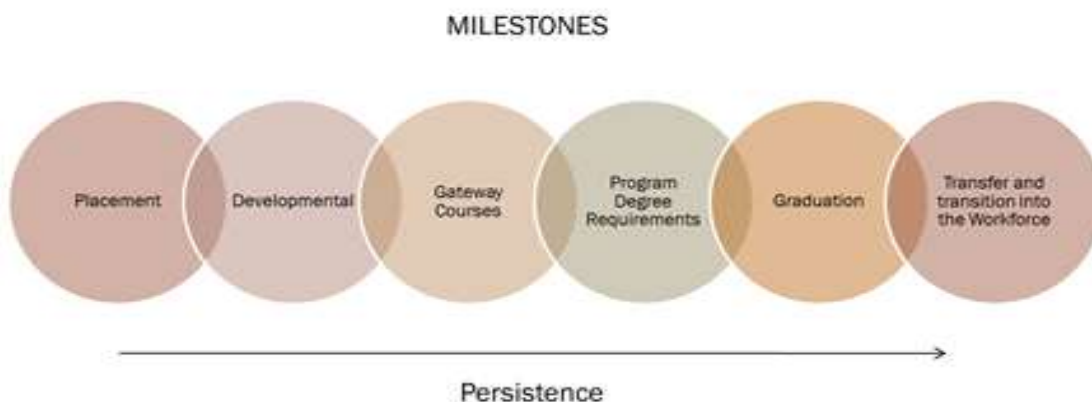 MILESTONES
Placement
Developmental
Gateway
Courses
Program
Degree
Requirements
Graduation
Transfer and
transition into
the Workforce
Persistence